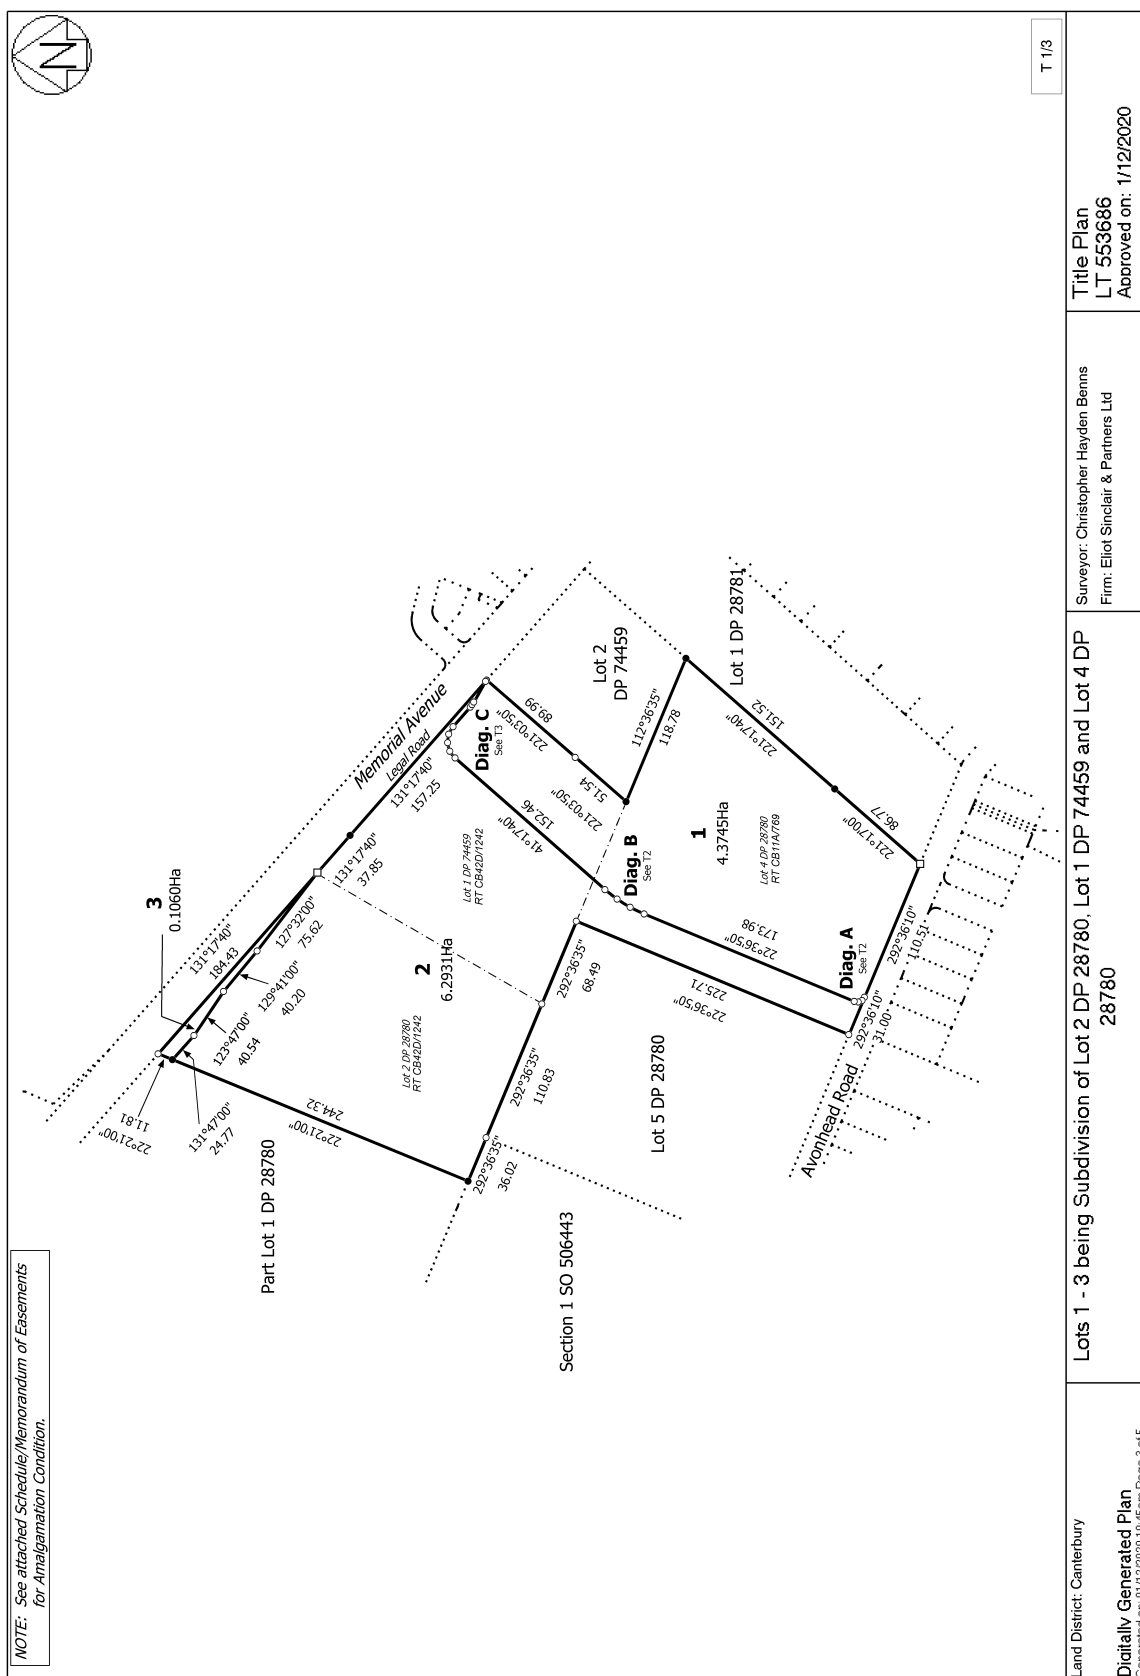 NOTE: See attached Schedule/Memorandum of Easements
for Amalgamation Condition.
N
T 1/3
3
0.1060Ha
131°17'40"
184.43
22°21'00"
11.81
131°47'00"
24.77
123°47'00"
40.54
129°41'00"
40.20
127°32'00"
75.62
131°17'40"
37.85
Memorial Avenue
Legal Road
131°17'40"
157.25
Diag. C
See T3
Part Lot 1 DP 28780
22°21'00"
244.32
2
6.2931Ha
Lot 2 DP 28780
RT CB42D/1242
Lot 1 DP 74459
RT CB42D/1242
41°17'40"
152.46
221°03'50"
89.99
221°03'50"
51.54
Lot 2
DP 74459
292°36'35"
36.02
292°36'35"
110.83
292°36'35"
68.49
112°36'35"
118.78
Section 1 SO 506443
Lot 5 DP 28780
22°36'50"
225.71
22°36'50"
173.98
Diag. B
See T2
1
4.3745Ha
Lot 4 DP 28780
RT CB11A/769
221°17'40"
151.52
Lot 1 DP 28781
221°17'00"
86.77
Diag. A
See T2
292°36'10"
31.00
292°36'10"
110.51
Avonhead Road
Land District: Canterbury
Digitally Generated Plan
Lots 1 - 3 being Subdivision of Lot 2 DP 28780, Lot 1 DP 74459 and Lot 4 DP
28780
Surveyor: Christopher Hayden Benns
Firm: Eliot Sinclair & Partners Ltd
Title Plan
LT 553686
Approved on: 1/12/2020